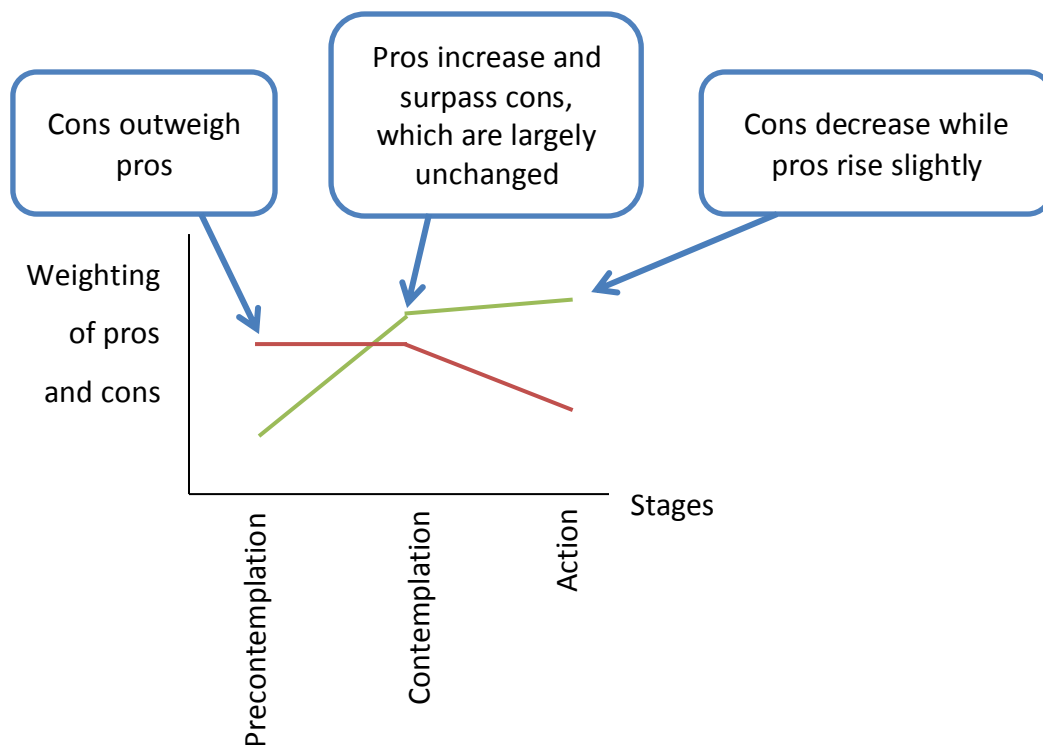 Cons outweigh
pros
Pros increase and
surpass cons,
which are largely
unchanged
Cons decrease while
pros rise slightly
Weighting
of pros
and cons
Stages
Precontemplation
Contemplation
Action